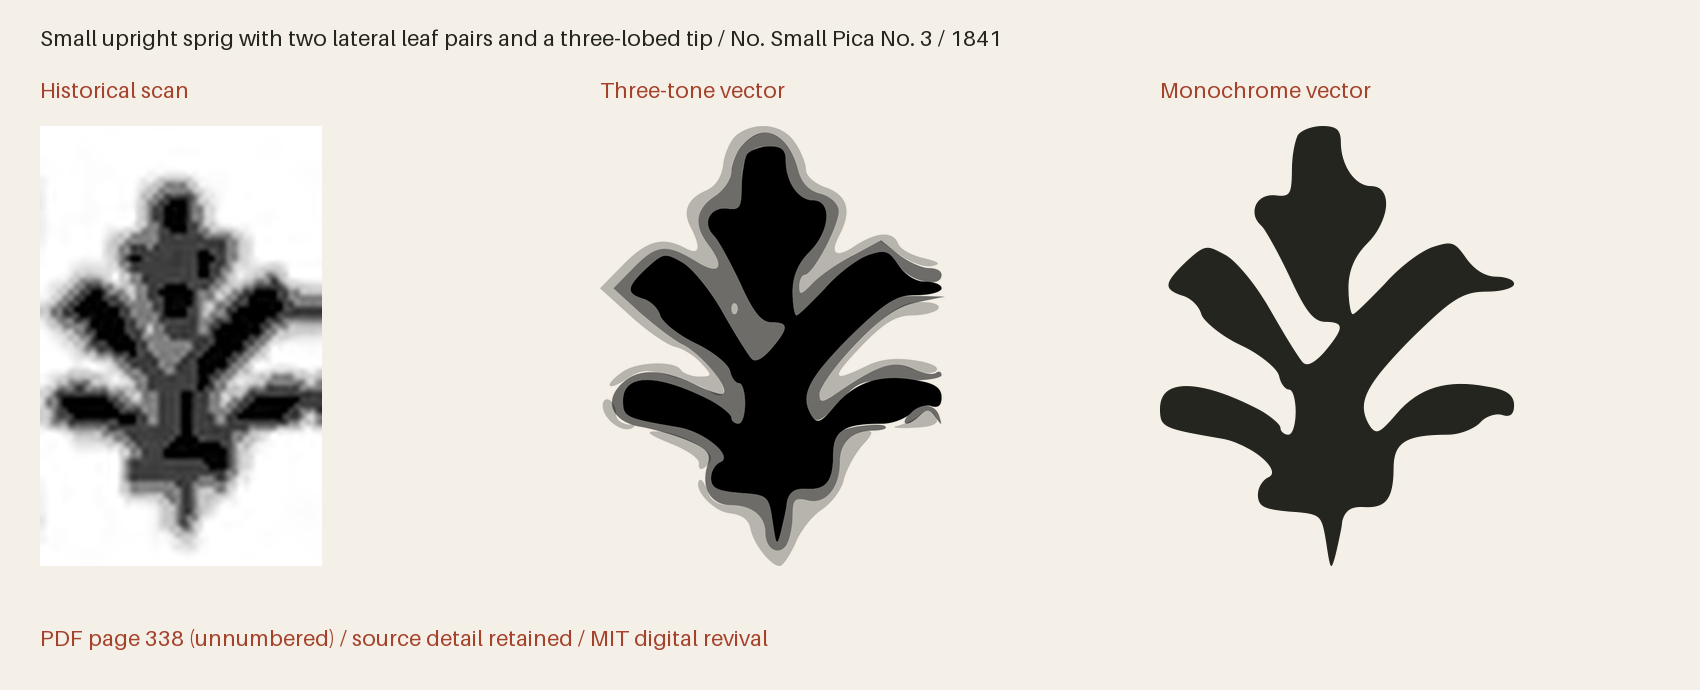 Small upright sprig with two lateral leaf pairs and a three-lobed tip / No. Small Pica No. 3 / 1841
Historical scan
Three-tone vector
Monochrome vector
PDF page 338 (unnumbered) / source detail retained / MIT digital revival